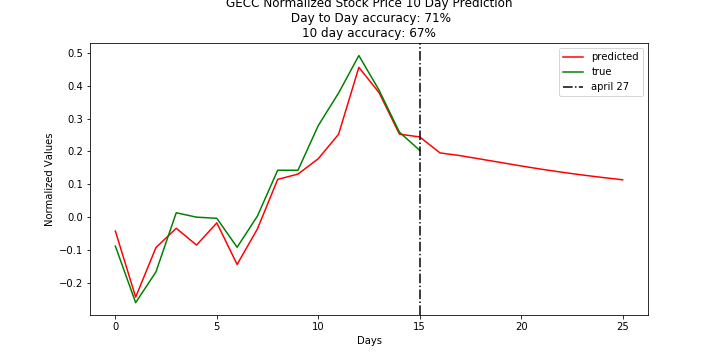 GECC Normalized Stock Price 10 Day Prediction
Day to Day accuracy: 71%
10 day accuracy: 67%
predicted
true
april 27
Normalized Values
0.5
0.4
0.3
0.2
0.1
0.0
−0.1
−0.2
0 5 10 15 20 25
Days